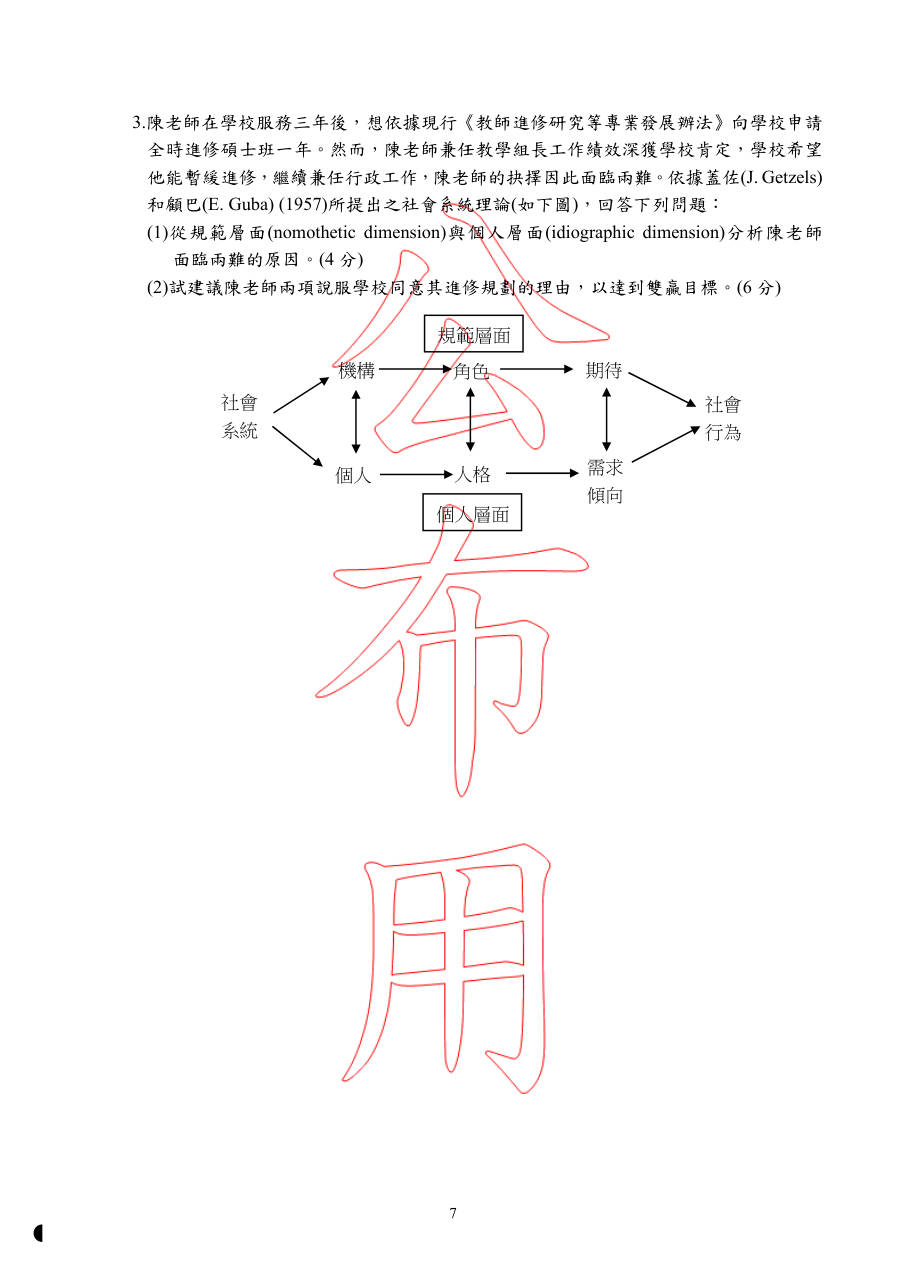 3.陳老師在學校服務三年後，想依據現行《教師進修研究等專業發展辦法》向學校申請
全時進修碩士班一年。然而，陳老師兼任教學組長工作績效深獲學校肯定，學校希望
他能暫緩進修，繼續兼任行政工作，陳老師的抉擇因此面臨兩難。依據蓋佐(J. Getzels)
和顧巴(E. Guba) (1957)所提出之社會系統理論(如下圖)，回答下列問題：
(1)從規範層面(nomothetic dimension)與個人層面(idiographic dimension)分析陳老師
面臨兩難的原因。(4 分)
(2)試建議陳老師兩項說服學校同意其進修規劃的理由，以達到雙贏目標。(6 分)
規範層面
機構 角色 期待
社會
系統
社會
行為
個人 人格 需求
傾向
個人層面
公
布
用
7